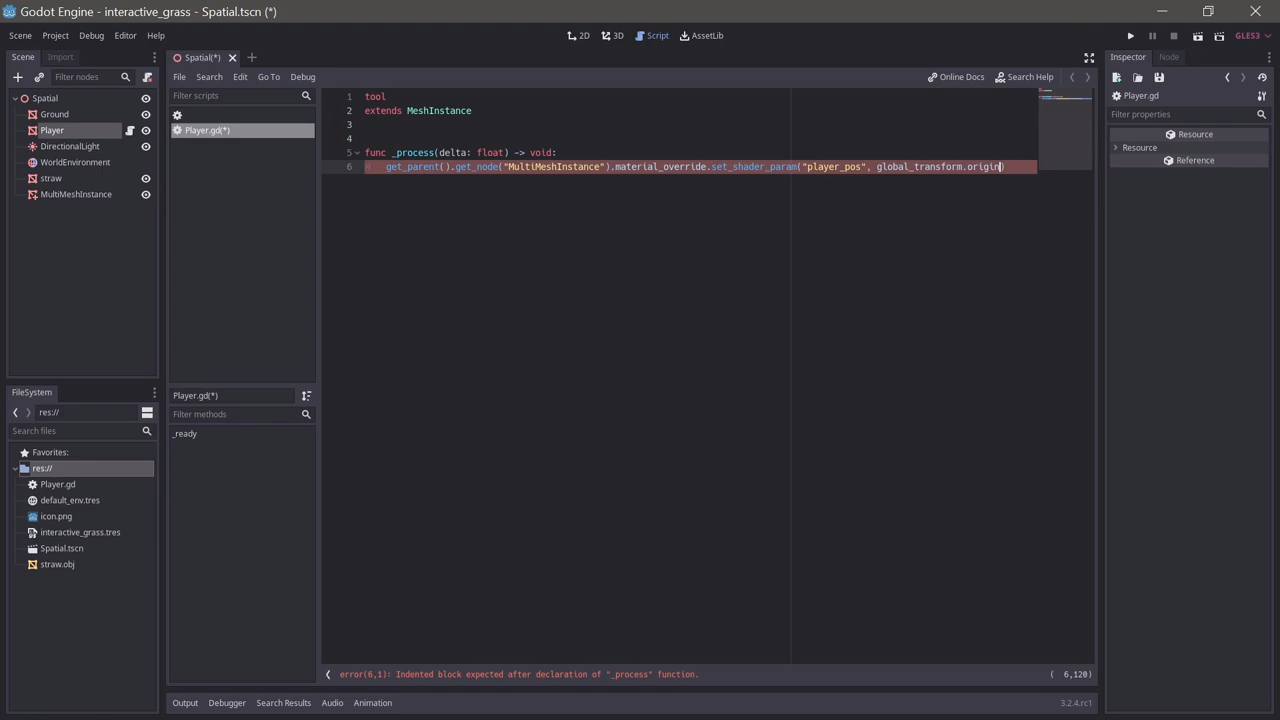 Godot Engine - interactive_grass - Spatial.tscn (*)
Scene Project Debug Editor Help
2D 3D Script AssetLib
GLES3
Scene Import
Spatial(*)
Inspector Node
Filter nodes
File Search Edit Go To Debug
Online Docs Search Help
Spatial
Ground
Player
DirectionalLight
WorldEnvironment
straw
MultiMeshInstance
Filter scripts
Player.gd(*)
1 tool
2 extends MeshInstance
3
4
5 func _process(delta: float) -> void:
6 get_parent().get_node("MultiMeshInstance").material_override.set_shader_param("player_pos", global_transform.origin)
Player.gd
Filter properties
Resource
Resource
Reference
FileSystem
res://
Search files
Favorites:
res://
Player.gd
default_env.tres
icon.png
interactive_grass.tres
Spatial.tscn
straw.obj
Player.gd(*)
Filter methods
_ready
error(6,1): Indented block expected after declaration of "_process" function.
( 6,120)
Output Debugger Search Results Audio Animation
3.2.4.rc1